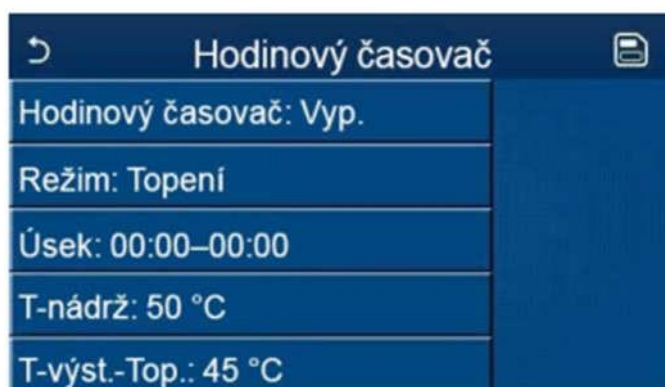 Hodinový časovač
Hodinový časovač: Vyp.
Režim: Topení
Úsek: 00:00–00:00
T-nádrž: 50 °C
T-výst.-Top.: 45 °C